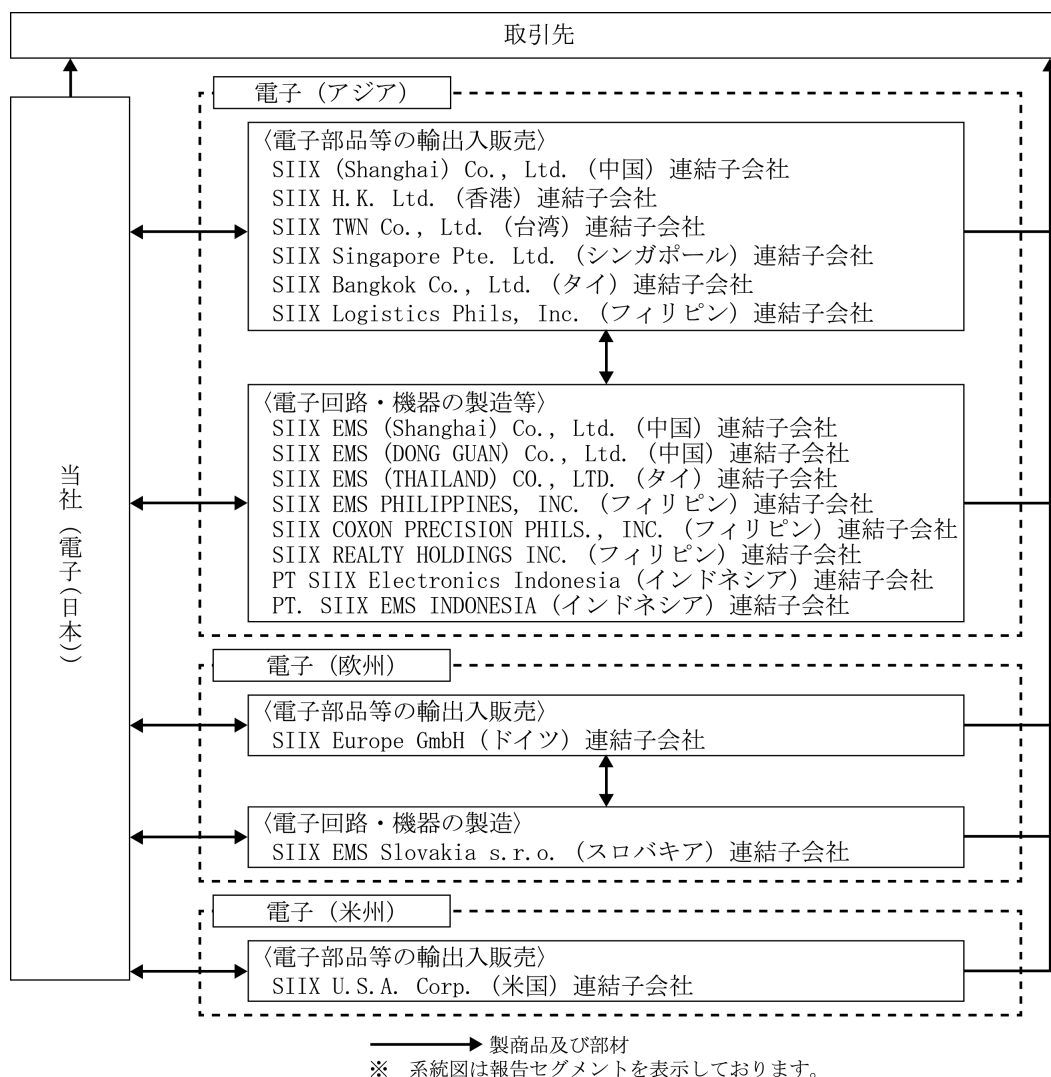 取引先
当社（電子（日本））
電子（アジア）
〈電子部品等の輸出入販売〉
SIIX (Shanghai) Co., Ltd.（中国）連結子会社
SIIX H.K. Ltd.（香港）連結子会社
SIIX TWN Co., Ltd.（台湾）連結子会社
SIIX Singapore Pte. Ltd.（シンガポール）連結子会社
SIIX Bangkok Co., Ltd.（タイ）連結子会社
SIIX Logistics Phils, Inc.（フィリピン）連結子会社
〈電子回路・機器の製造等〉
SIIX EMS (Shanghai) Co., Ltd.（中国）連結子会社
SIIX EMS (DONG GUAN) Co., Ltd.（中国）連結子会社
SIIX EMS (THAILAND) CO., LTD.（タイ）連結子会社
SIIX EMS PHILIPPINES, INC.（フィリピン）連結子会社
SIIX COXON PRECISION PHILS., INC.（フィリピン）連結子会社
SIIX REALTY HOLDINGS INC.（フィリピン）連結子会社
PT SIIX Electronics Indonesia（インドネシア）連結子会社
PT. SIIX EMS INDONESIA（インドネシア）連結子会社
電子（欧州）
〈電子部品等の輸出入販売〉
SIIX Europe GmbH（ドイツ）連結子会社
〈電子回路・機器の製造〉
SIIX EMS Slovakia s.r.o.（スロバキア）連結子会社
電子（米州）
〈電子部品等の輸出入販売〉
SIIX U.S.A. Corp.（米国）連結子会社
製商品及び部材
※　系統図は報告セグメントを表示しております。